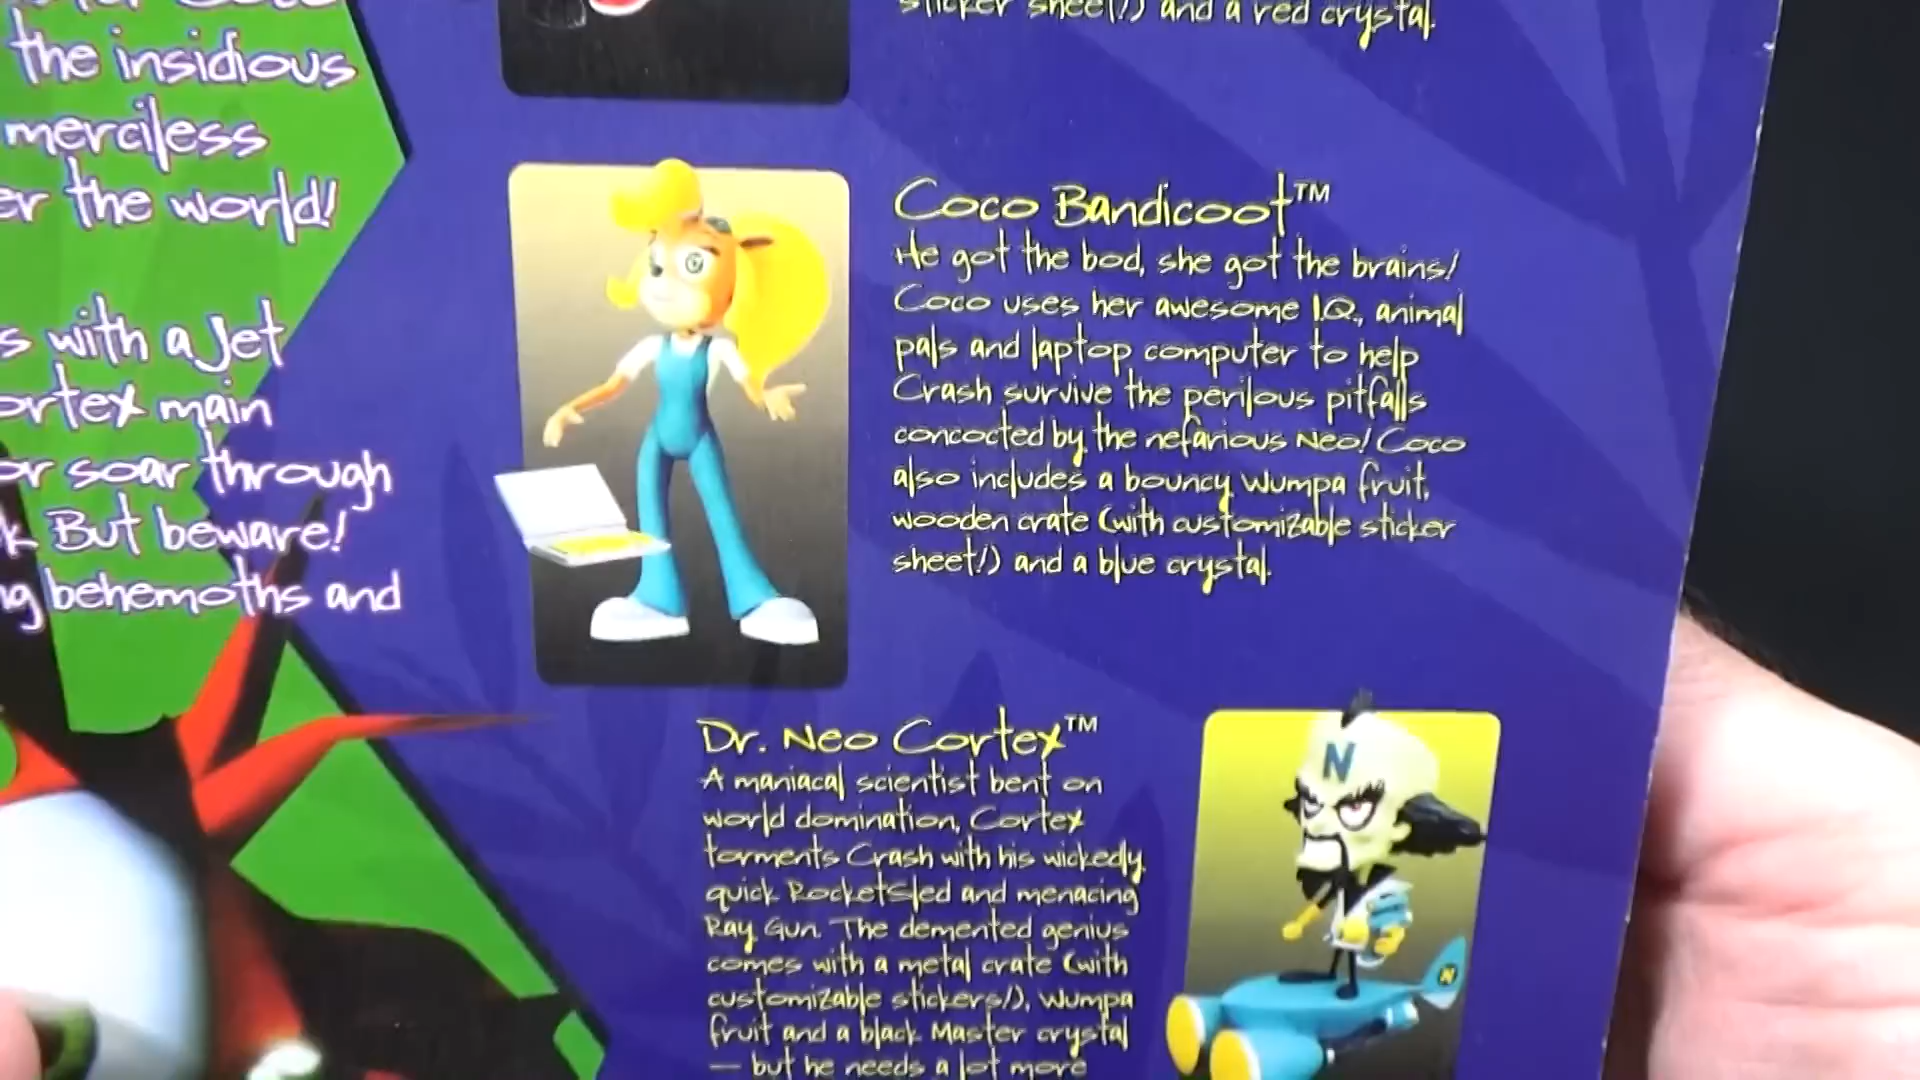 the insidious
merciless
er the world!
s with a Jet
ortex main
or soar through
k. But beware!
ng behemoths and
sticker sheet!) and a red crystal.
Coco Bandicoot™
He got the bod, she got the brains!
Coco uses her awesome I.Q., animal
pals and laptop computer to help
Crash survive the perilous pitfalls
concocted by the nefarious Neo! Coco
also includes a bouncy Wumpa fruit,
wooden crate (with customizable sticker
sheet!) and a blue crystal.
Dr. Neo Cortex™
A maniacal scientist bent on
world domination, Cortex
torments Crash with his wickedly
quick RocketSled and menacing
Ray Gun. The demented genius
comes with a metal crate (with
customizable stickers!), Wumpa
fruit and a black Master crystal
— but he needs a lot more
N
N